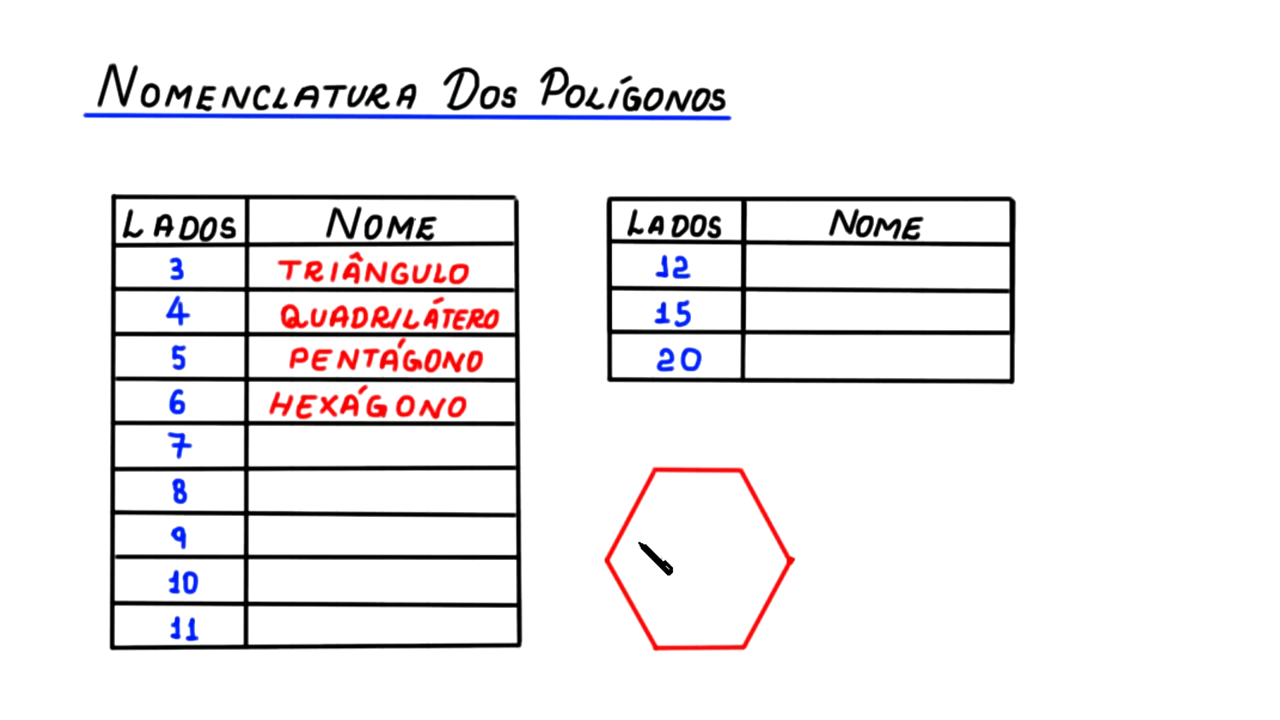 NOMENCLATURA DOS POLÍGONOS
LADOS NOME
3 TRIÂNGULO
4 QUADRILÁTERO
5 PENTÁGONO
6 HEXÁGONO
7
8
9
10
11
LADOS NOME
12
15
20